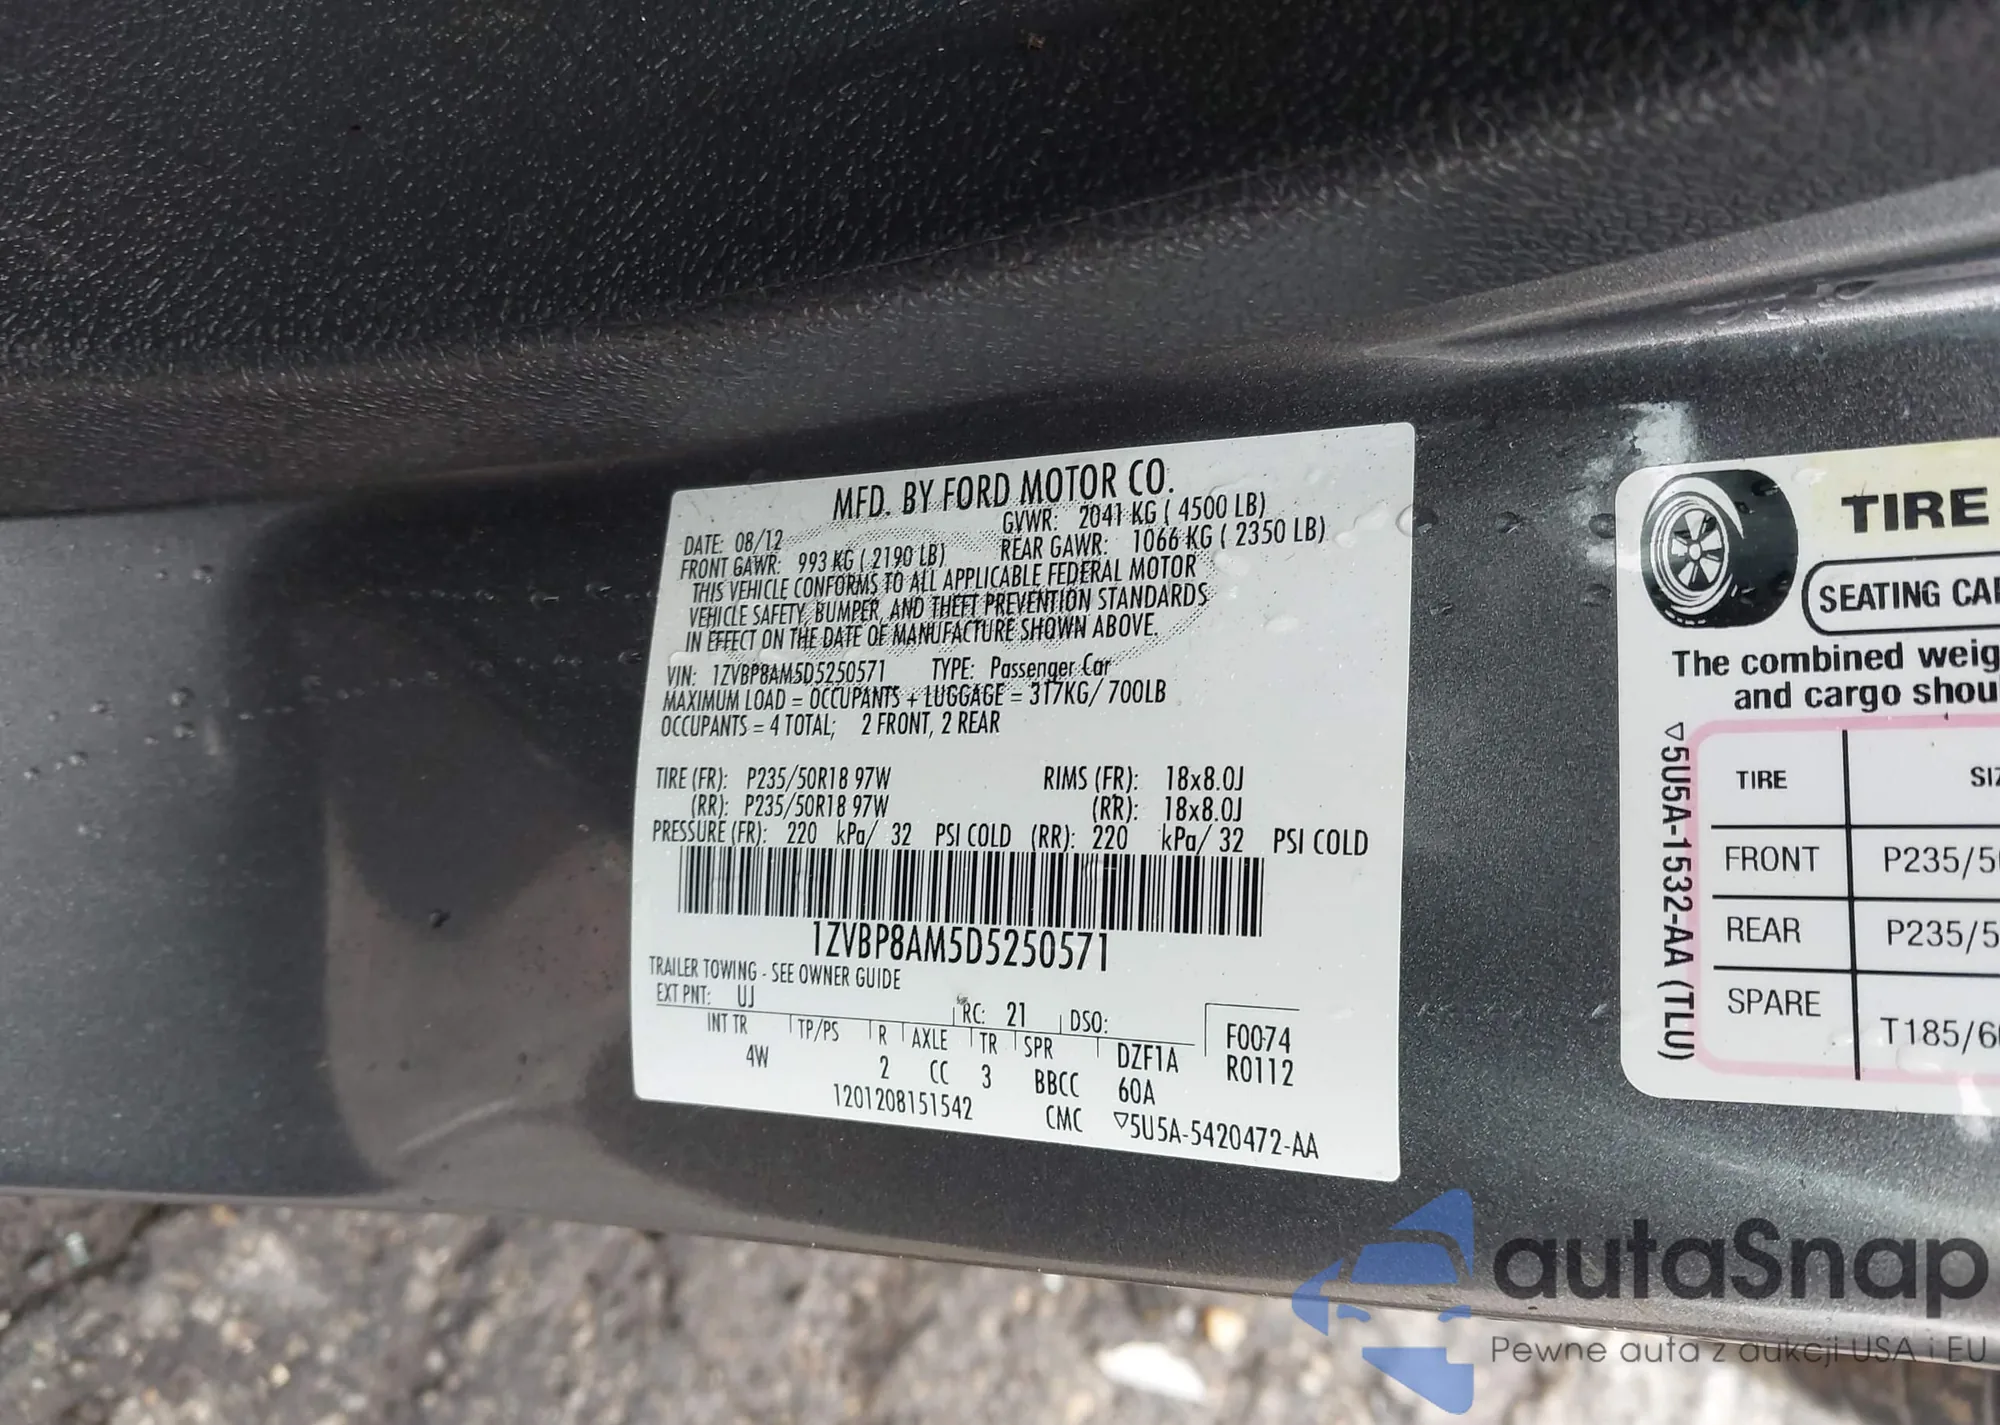 MFD. BY FORD MOTOR CO.
DATE: 08/12 GVWR: 2041 KG ( 4500 LB)
FRONT GAWR: 993 KG ( 2190 LB) REAR GAWR: 1066 KG ( 2350 LB)
THIS VEHICLE CONFORMS TO ALL APPLICABLE FEDERAL MOTOR
VEHICLE SAFETY, BUMPER, AND THEFT PREVENTION STANDARDS
IN EFFECT ON THE DATE OF MANUFACTURE SHOWN ABOVE.
VIN: 1ZVBP8AM5D5250571 TYPE: Passenger Car
MAXIMUM LOAD = OCCUPANTS + LUGGAGE = 317KG/ 700LB
OCCUPANTS = 4 TOTAL; 2 FRONT, 2 REAR
TIRE (FR): P235/50R18 97W RIMS (FR): 18x8.0J
(RR): P235/50R18 97W (RR): 18x8.0J
PRESSURE (FR): 220 kPa/ 32 PSI COLD (RR): 220 kPa/ 32 PSI COLD
1ZVBP8AM5D5250571
TRAILER TOWING - SEE OWNER GUIDE
EXT PNT: UJ RC: 21 DSO:
INT TR TP/PS R AXLE TR SPR DZF1A
4W 2 CC 3 BBCC 60A
F0074
R0112
1201208151542 CMC ▽5U5A-5420472-AA
TIRE
SEATING CA
The combined weig
and cargo shou
▽5U5A-1532-AA (TLU)
TIRE SIZ
FRONT P235/5
REAR P235/5
SPARE T185/6
autaSnap
Pewne auta z aukcji USA i EU